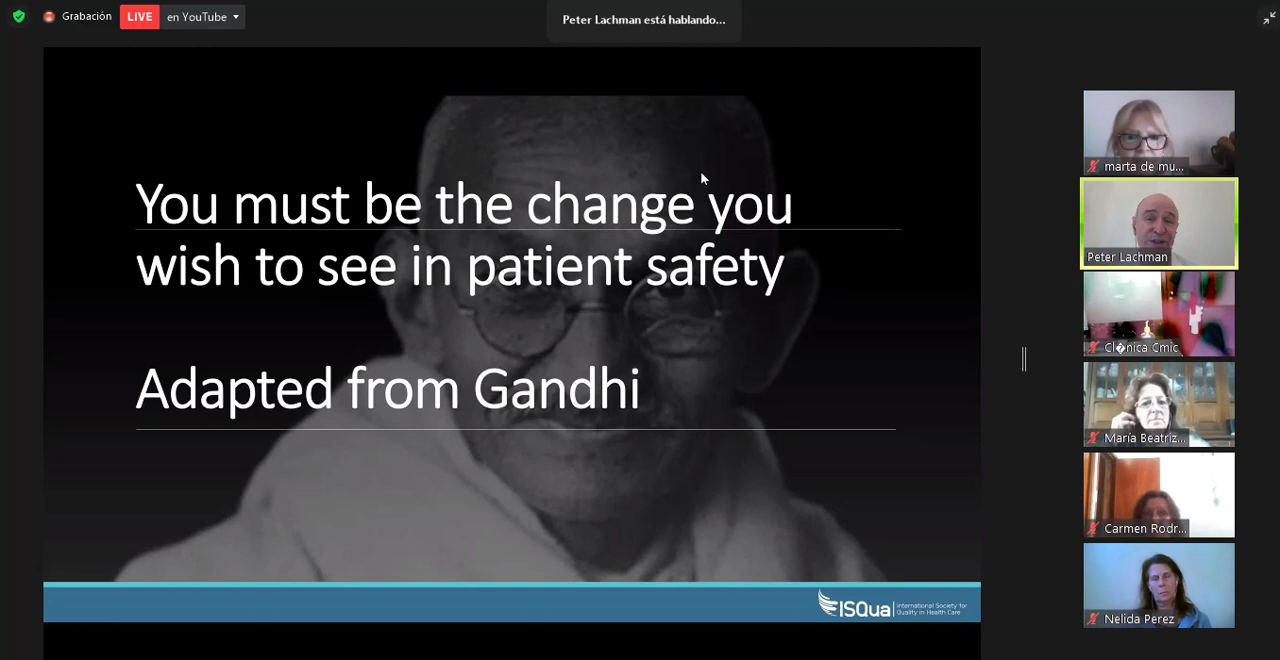 Grabación
LIVE
en YouTube
Peter Lachman está hablando...
You must be the change you
wish to see in patient safety
Adapted from Gandhi
ISQua
International Society for
Quality in Health Care
marta de mu...
Peter Lachman
Cl�nica Cmic
María Beatriz...
Carmen Rodr...
Nelida Perez